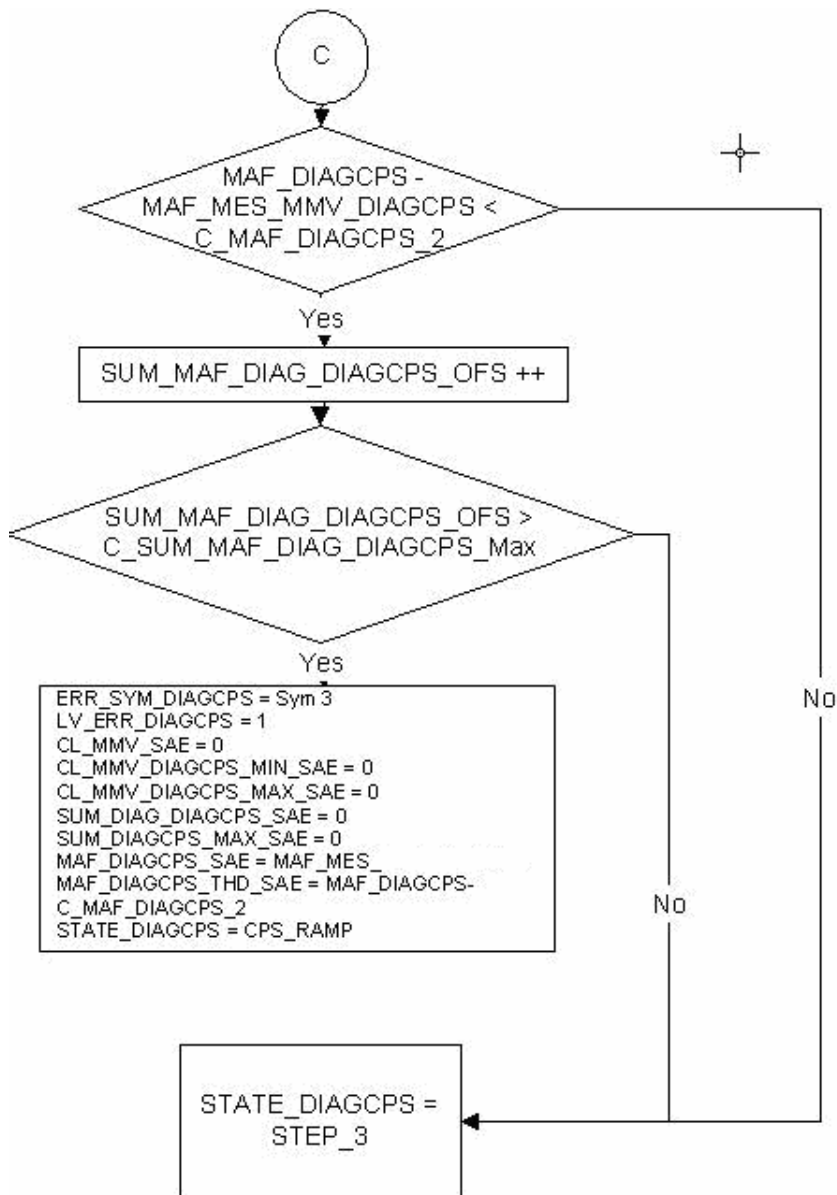 C
MAF_DIAGCPS -
MAF_MES_MMV_DIAGCPS <
C_MAF_DIAGCPS_2
Yes
SUM_MAF_DIAG_DIAGCPS_OFS ++
SUM_MAF_DIAG_DIAGCPS_OFS >
C_SUM_MAF_DIAG_DIAGCPS_Max
Yes
ERR_SYM_DIAGCPS = Sym 3
LV_ERR_DIAGCPS = 1
CL_MMV_SAE = 0
CL_MMV_DIAGCPS_MIN_SAE = 0
CL_MMV_DIAGCPS_MAX_SAE = 0
SUM_DIAG_DIAGCPS_SAE = 0
SUM_DIAGCPS_MAX_SAE = 0
MAF_DIAGCPS_SAE = MAF_MES_
MAF_DIAGCPS_THD_SAE = MAF_DIAGCPS-
C_MAF_DIAGCPS_2
STATE_DIAGCPS = CPS_RAMP
No
No
STATE_DIAGCPS =
STEP_3